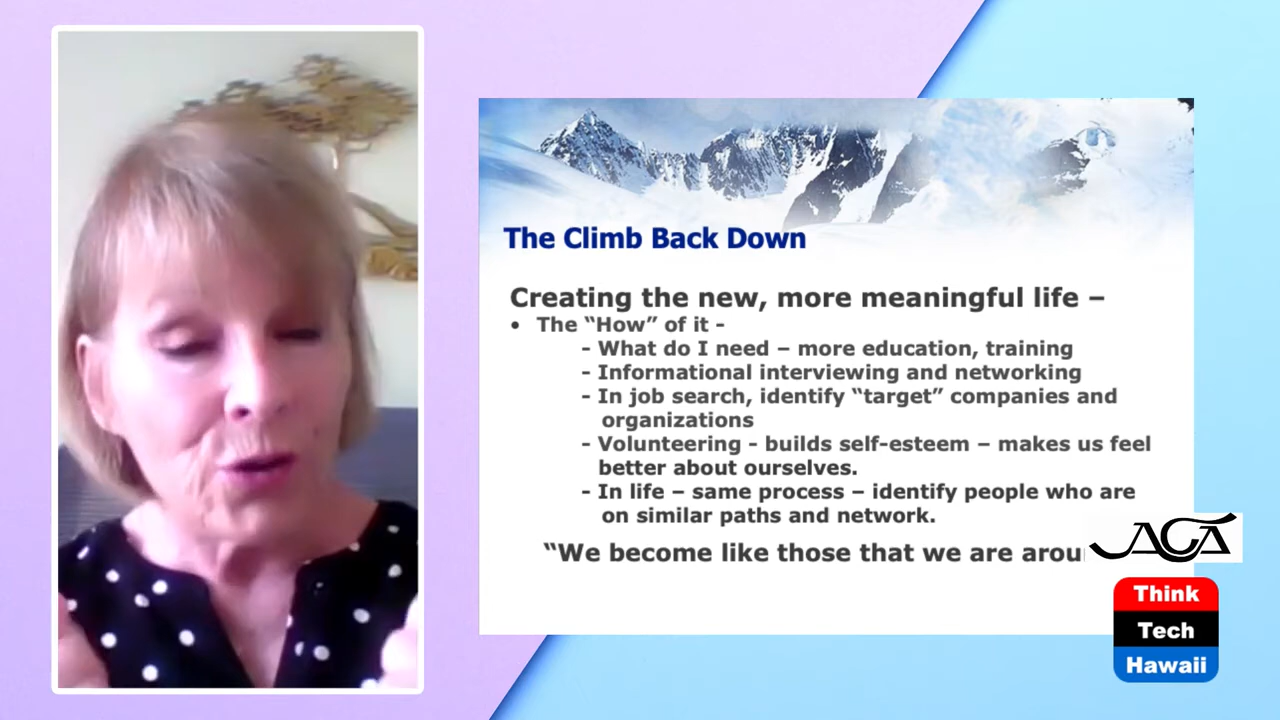 The Climb Back Down
Creating the new, more meaningful life –
• The “How” of it -
- What do I need – more education, training
- Informational interviewing and networking
- In job search, identify “target” companies and
organizations
- Volunteering - builds self-esteem – makes us feel
better about ourselves.
- In life – same process – identify people who are
on similar paths and network.
“We become like those that we are
ACA
Think
Tech
Hawaii